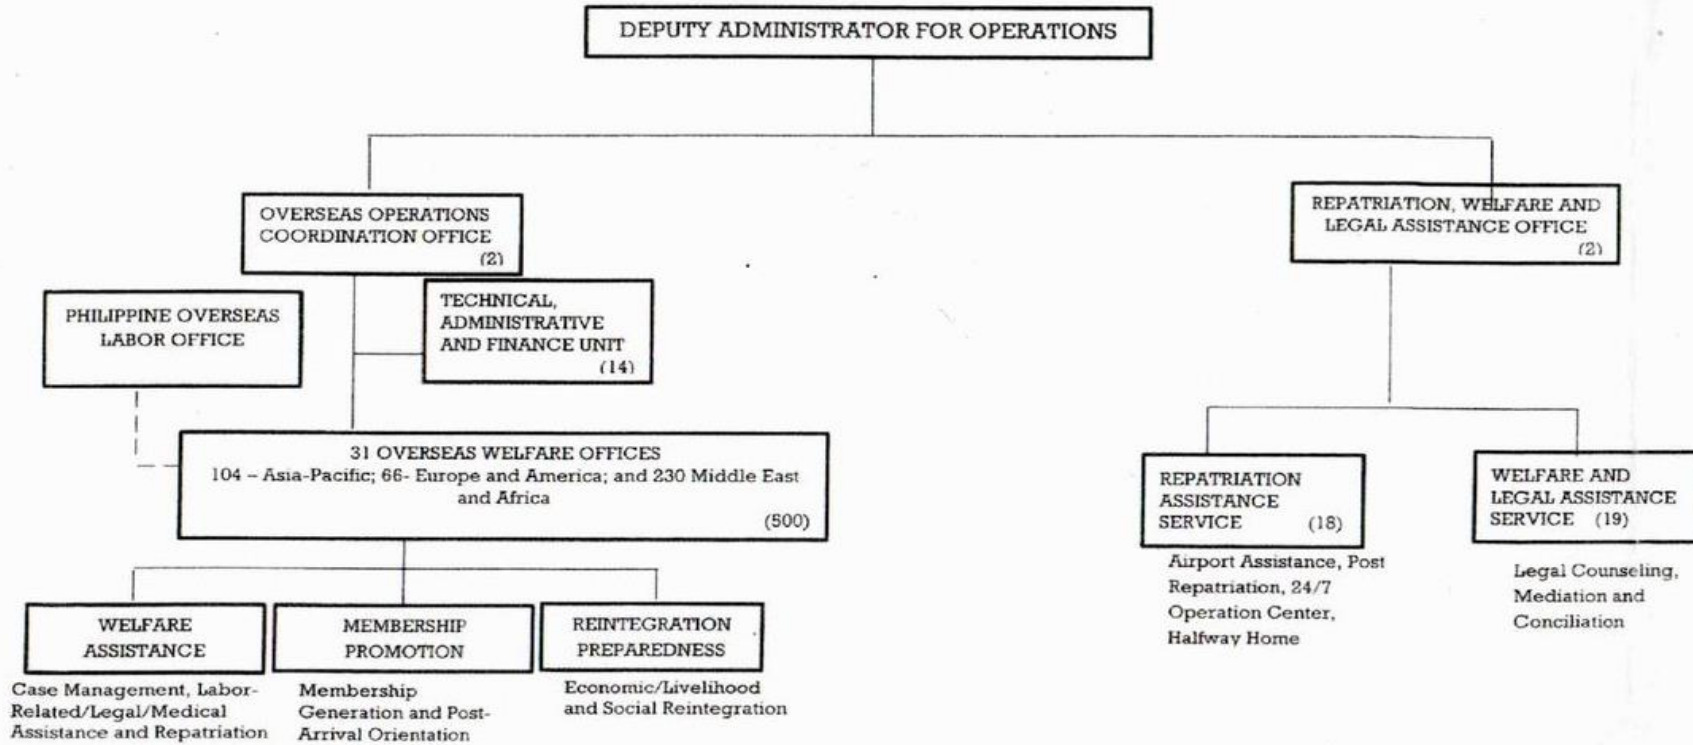 DEPUTY ADMINISTRATOR FOR OPERATIONS
OVERSEAS OPERATIONS
COORDINATION OFFICE
(2)
REPATRIATION, WELFARE AND
LEGAL ASSISTANCE OFFICE
(2)
PHILIPPINE OVERSEAS
LABOR OFFICE
TECHNICAL,
ADMINISTRATIVE
AND FINANCE UNIT
(14)
31 OVERSEAS WELFARE OFFICES
104 – Asia-Pacific; 66- Europe and America; and 230 Middle East
and Africa
(500)
REPATRIATION
ASSISTANCE
SERVICE (18)
Airport Assistance, Post
Repatriation, 24/7
Operation Center,
Halfway Home
WELFARE AND
LEGAL ASSISTANCE
SERVICE (19)
Legal Counseling,
Mediation and
Conciliation
WELFARE
ASSISTANCE
Case Management, Labor-
Related/Legal/Medical
Assistance and Repatriation
MEMBERSHIP
PROMOTION
Membership
Generation and Post-
Arrival Orientation
REINTEGRATION
PREPAREDNESS
Economic/Livelihood
and Social Reintegration